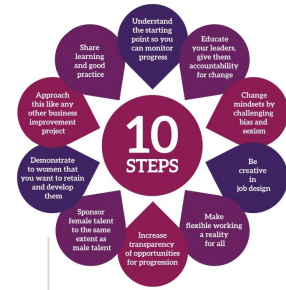 Understand
the starting
point so you
can monitor
progress
Educate
your leaders,
give them
accountability
for change
Change
mindsets by
challenging
bias and
sexism
Be
creative
in
job design
Make
flexible working
a reality
for all
Increase
transparency
of opportunities
for progression
Sponsor
female talent
to the same
extent as
male talent
Demonstrate
to women that
you want to retain
and develop
them
Approach
this like any
other business
improvement
project
Share
learning
and good
practice
10
STEPS